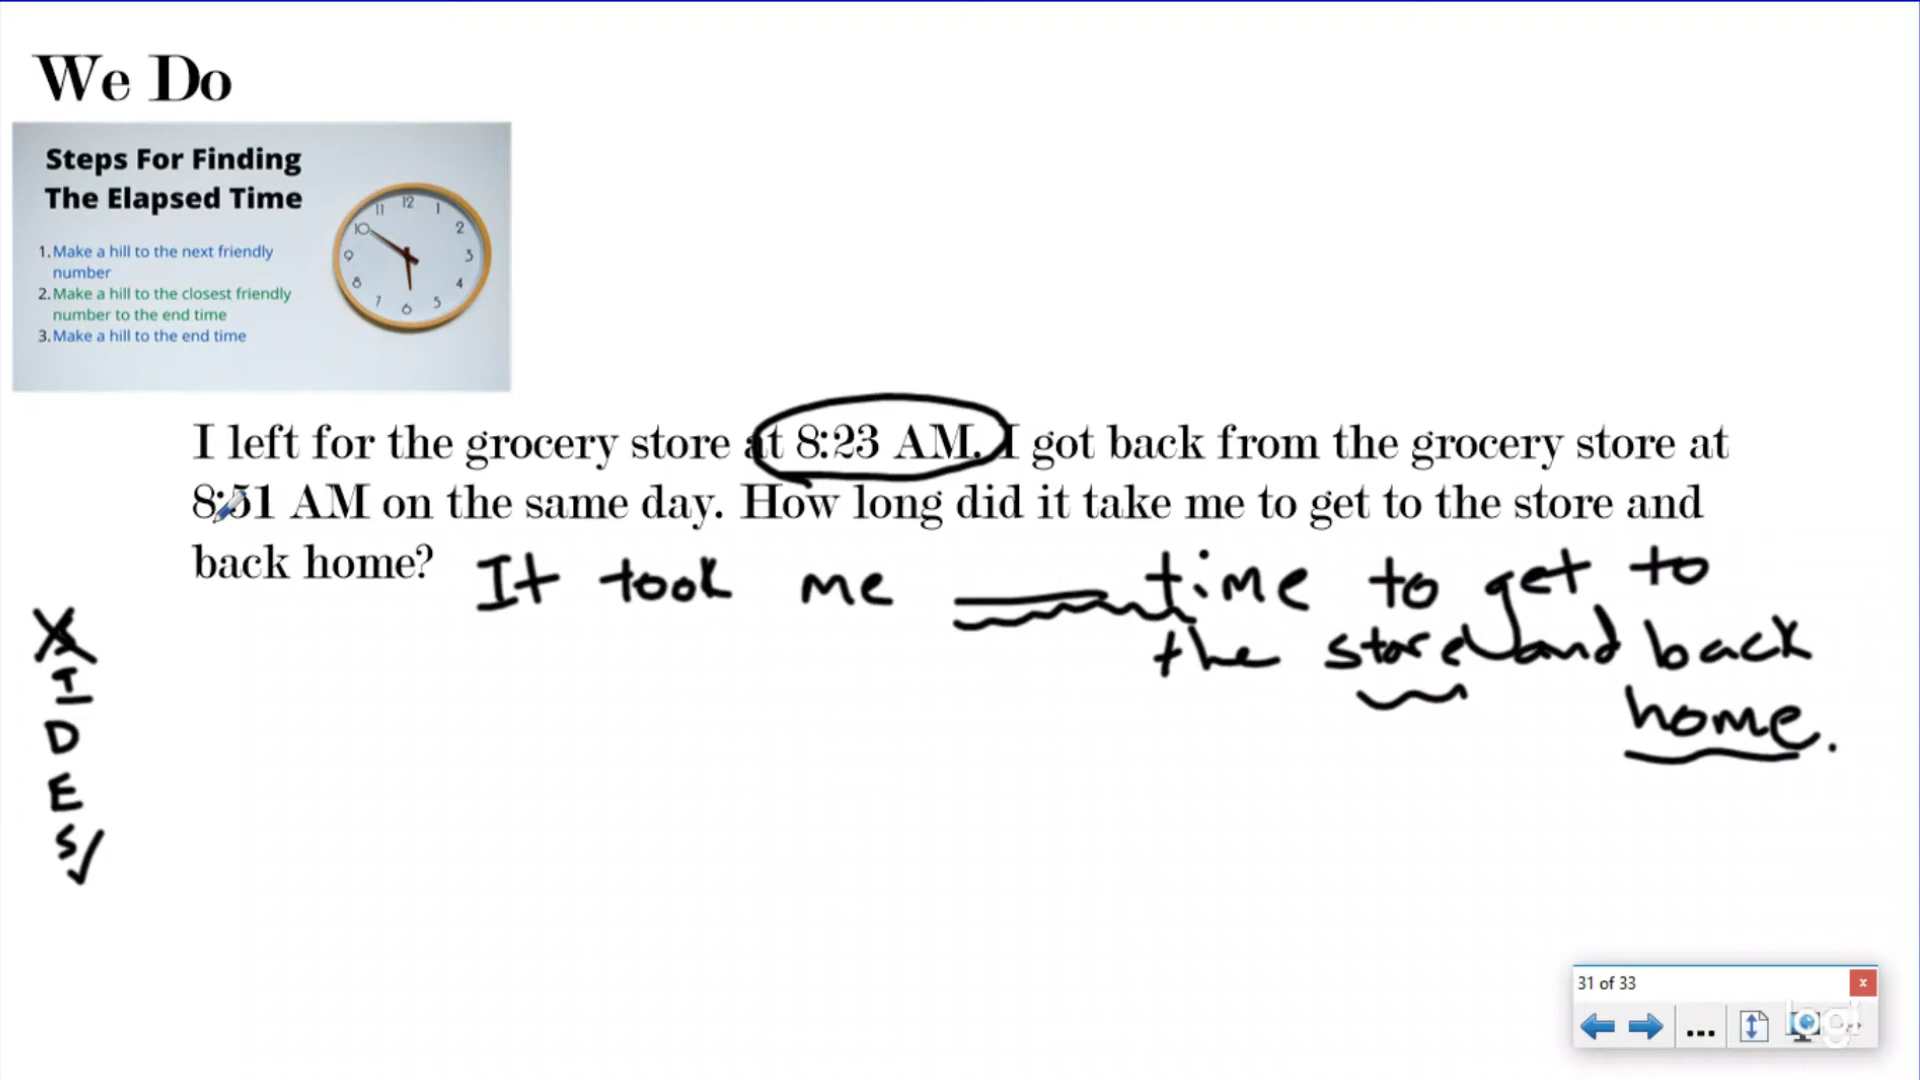 We Do
Steps For Finding
The Elapsed Time
1. Make a hill to the next friendly
number
2. Make a hill to the closest friendly
number to the end time
3. Make a hill to the end time
12
11 1
10 2
9 3
8 4
7 5
6
I left for the grocery store at 8:23 AM. I got back from the grocery store at
8:51 AM on the same day. How long did it take me to get to the store and
back home?
It took me ____ time to get to
the store and back
home.
I
D
E
S
31 of 33
x
...
logi